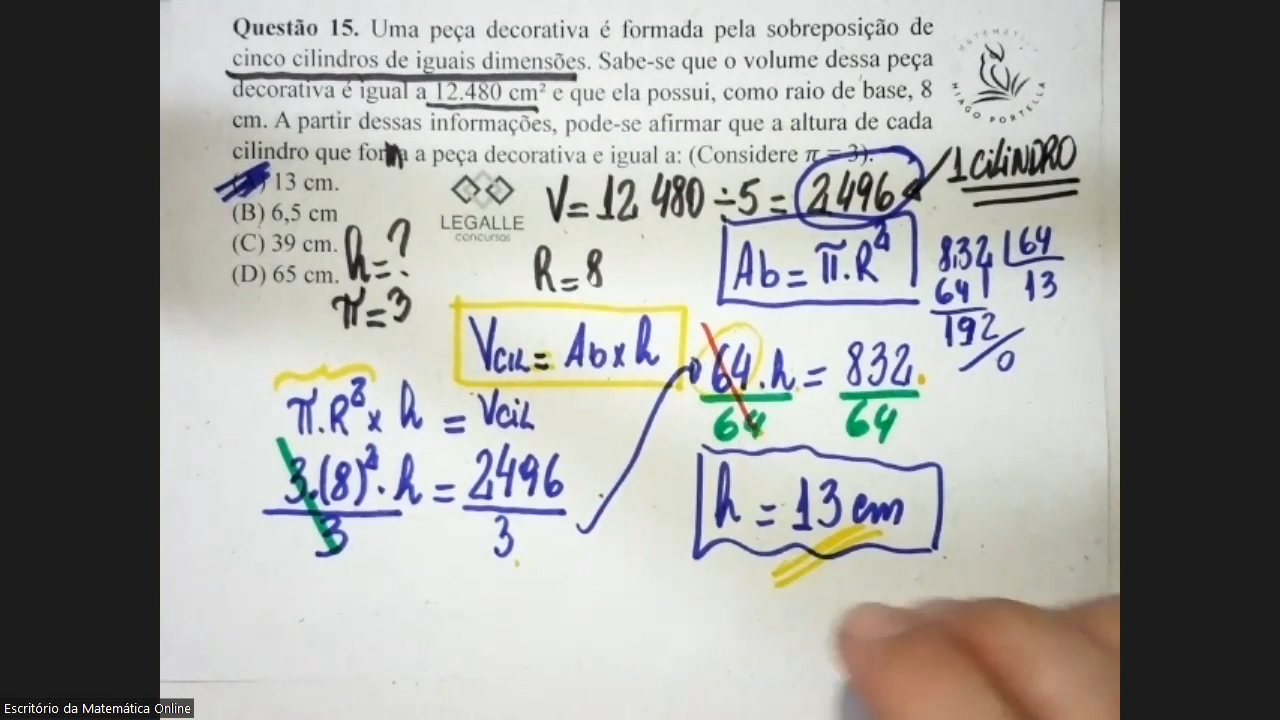 Questão 15. Uma peça decorativa é formada pela sobreposição de
cinco cilindros de iguais dimensões. Sabe-se que o volume dessa peça
decorativa é igual a 12.480 cm² e que ela possui, como raio de base, 8
cm. A partir dessas informações, pode-se afirmar que a altura de cada
cilindro que forma a peça decorativa e igual a: (Considere π = 3).
MATEMÁTICA
HIAGO PORTELLA
13 cm.
(B) 6,5 cm
(C) 39 cm.
(D) 65 cm.
LEGALLE
concursos
h = ?
π = 3
V = 12 480 ÷ 5 = 2496
1 CILINDRO
R = 8
Ab = π.R²
832 64
64 13
192
0
VCIL = Ab x h
π.R² x h = VCIL
3.(8)².h = 2496
3 3
64.h = 832
64 64
h = 13 cm
Escritório da Matemática Online